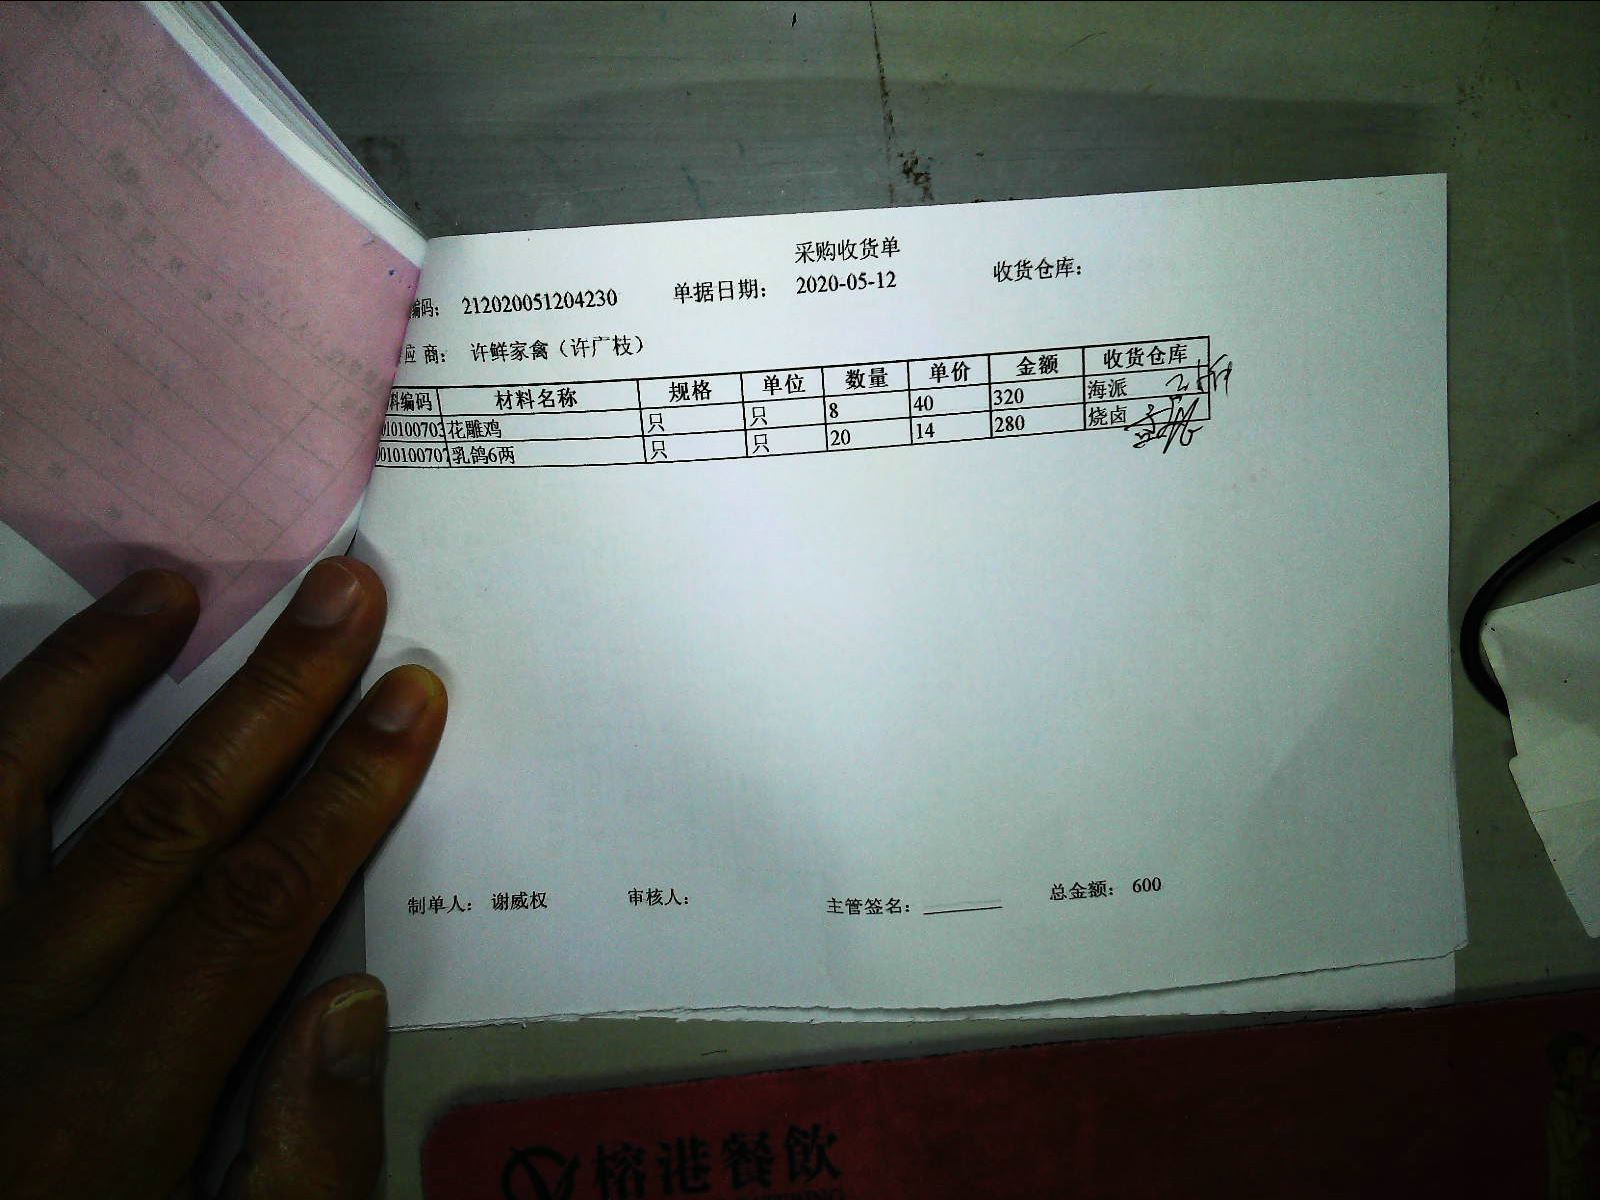 采购收货单
编码: 212020051204230 单据日期: 2020-05-12 收货仓库:
应 商: 许鲜家禽（许广枝）
料编码 材料名称 规格 单位 数量 单价 金额 收货仓库
010100703 花雕鸡 只 只 8 40 320 海派
010100707 乳鸽6两 只 只 20 14 280 烧卤
制单人: 谢威权 审核人: 主管签名: 总金额: 600
榕港餐飲